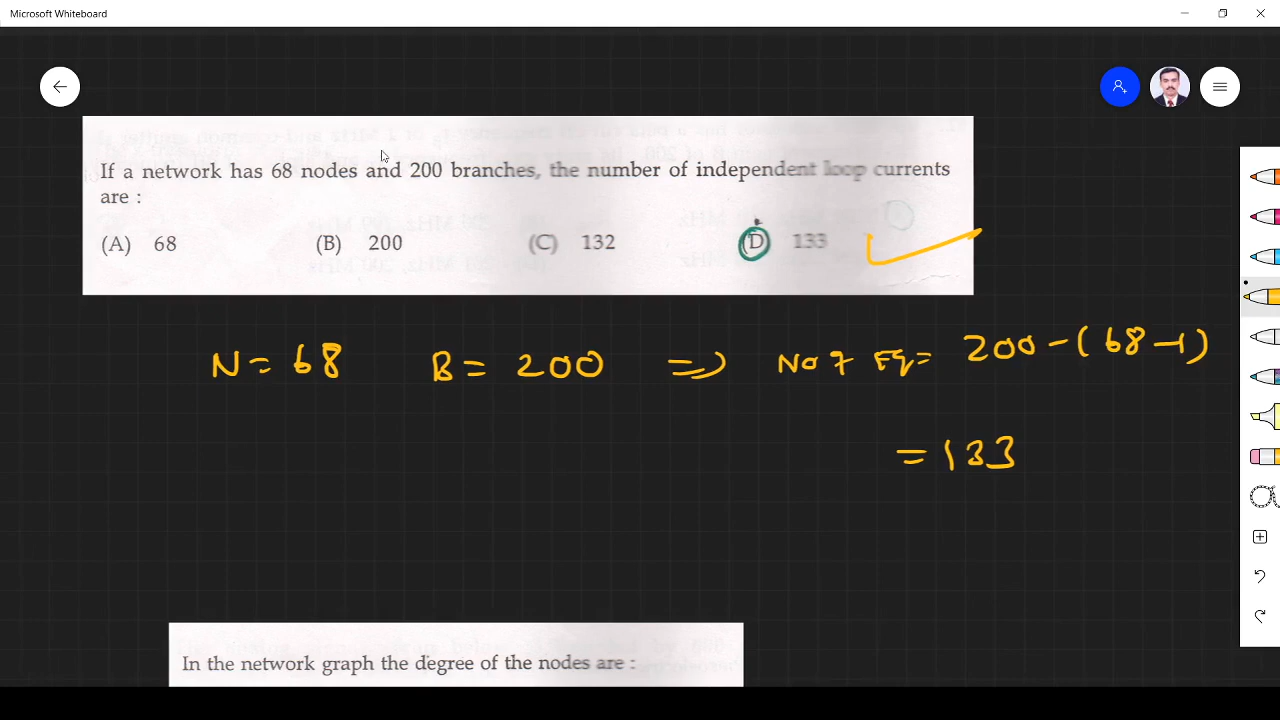 Microsoft Whiteboard
If a network has 68 nodes and 200 branches, the number of independent loop currents
are :
(A) 68 (B) 200 (C) 132 (D) 133
N = 68 B = 200 => No of Eq = 200 - (68-1)
= 133
In the network graph the degree of the nodes are :